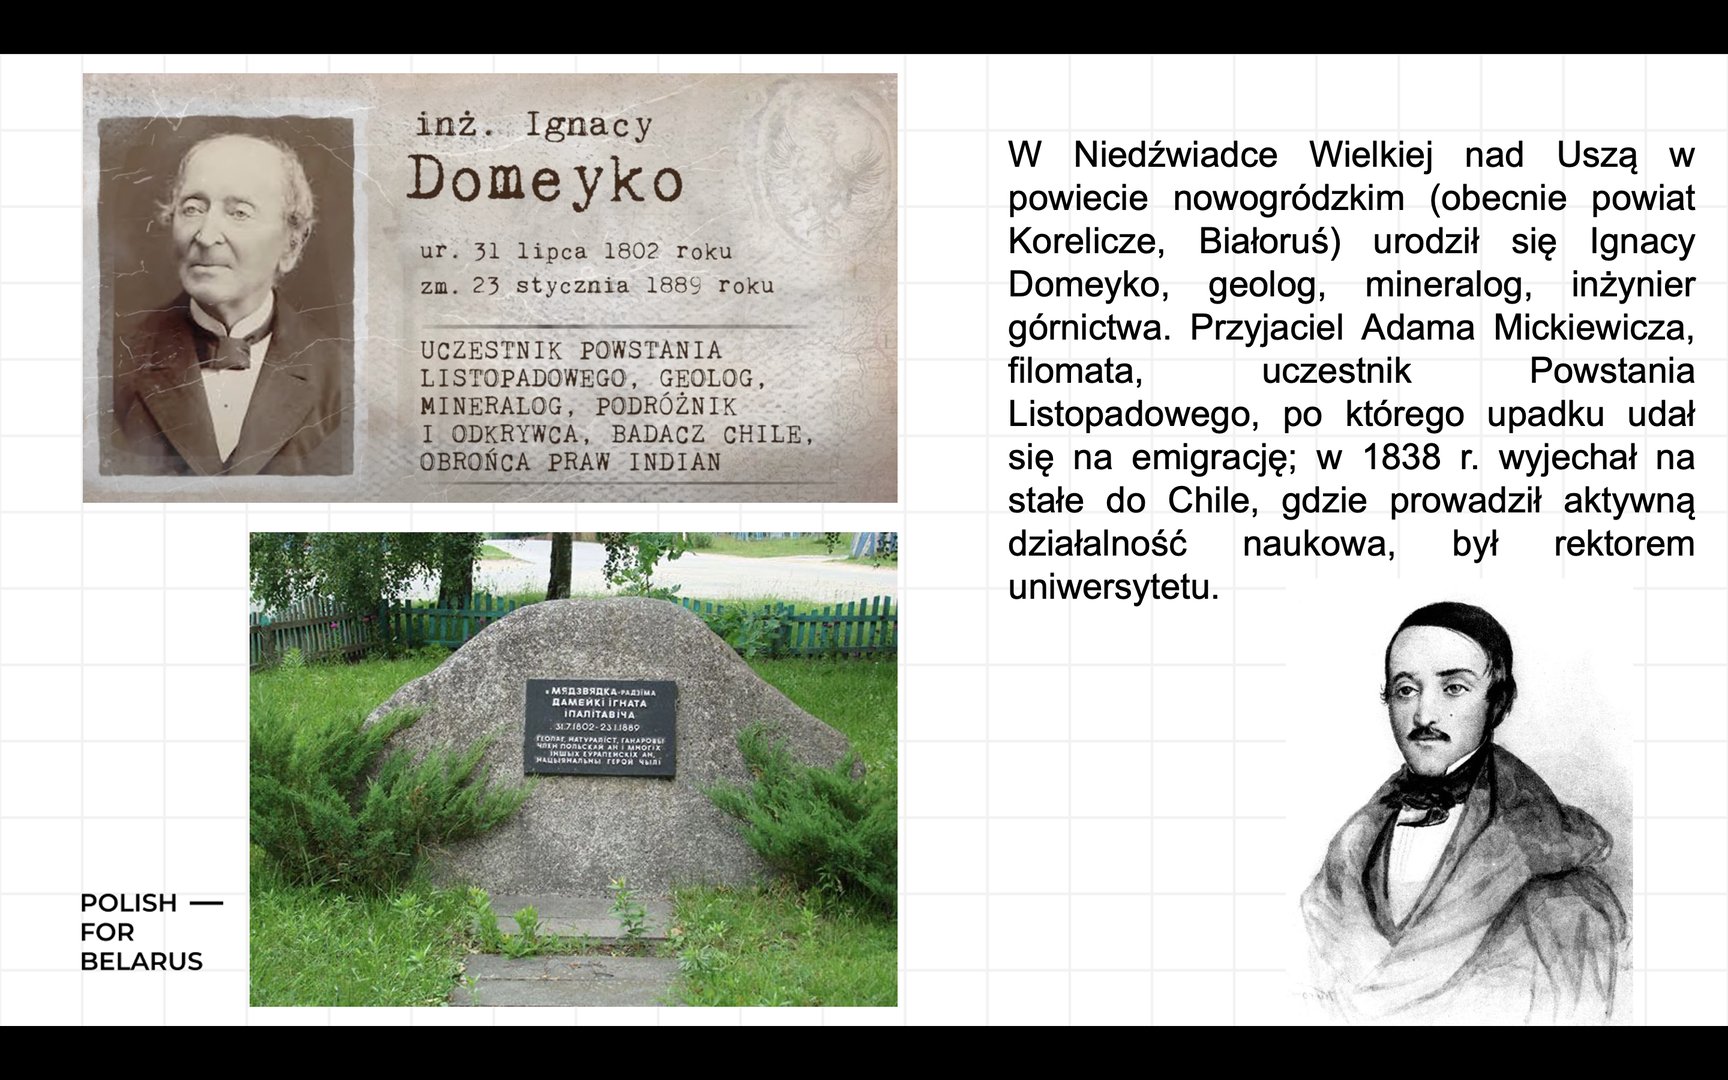 inż. Ignacy
Domeyko
ur. 31 lipca 1802 roku
zm. 23 stycznia 1889 roku
UCZESTNIK POWSTANIA
LISTOPADOWEGO, GEOLOG,
MINERALOG, PODRÓŻNIK
I ODKRYWCA, BADACZ CHILE,
OBROŃCA PRAW INDIAN
W Niedźwiadce Wielkiej nad Uszą w
powiecie nowogródzkim (obecnie powiat
Korelicze, Białoruś) urodził się Ignacy
Domeyko, geolog, mineralog, inżynier
górnictwa. Przyjaciel Adama Mickiewicza,
filomata, uczestnik Powstania
Listopadowego, po którego upadku udał
się na emigrację; w 1838 r. wyjechał na
stałe do Chile, gdzie prowadził aktywną
działalność naukowa, był rektorem
uniwersytetu.
МЯДЗВЯДКА-РАДЗІМА
ДАМЕЙКІ ІГНАТА
ІПАЛІТАВІЧА
31.7.1802-23.1.1889
ГЕОЛАГ, НАТУРАЛІСТ, ГАНАРОВЫ
ЧЛЕН ПОЛЬСКАЙ АН І МНОГІХ
ІНШЫХ ЕЎРАПЕЙСКІХ АН,
НАЦЫЯНАЛЬНЫ ГЕРОЙ ЧЫЛІ
POLISH —
FOR
BELARUS